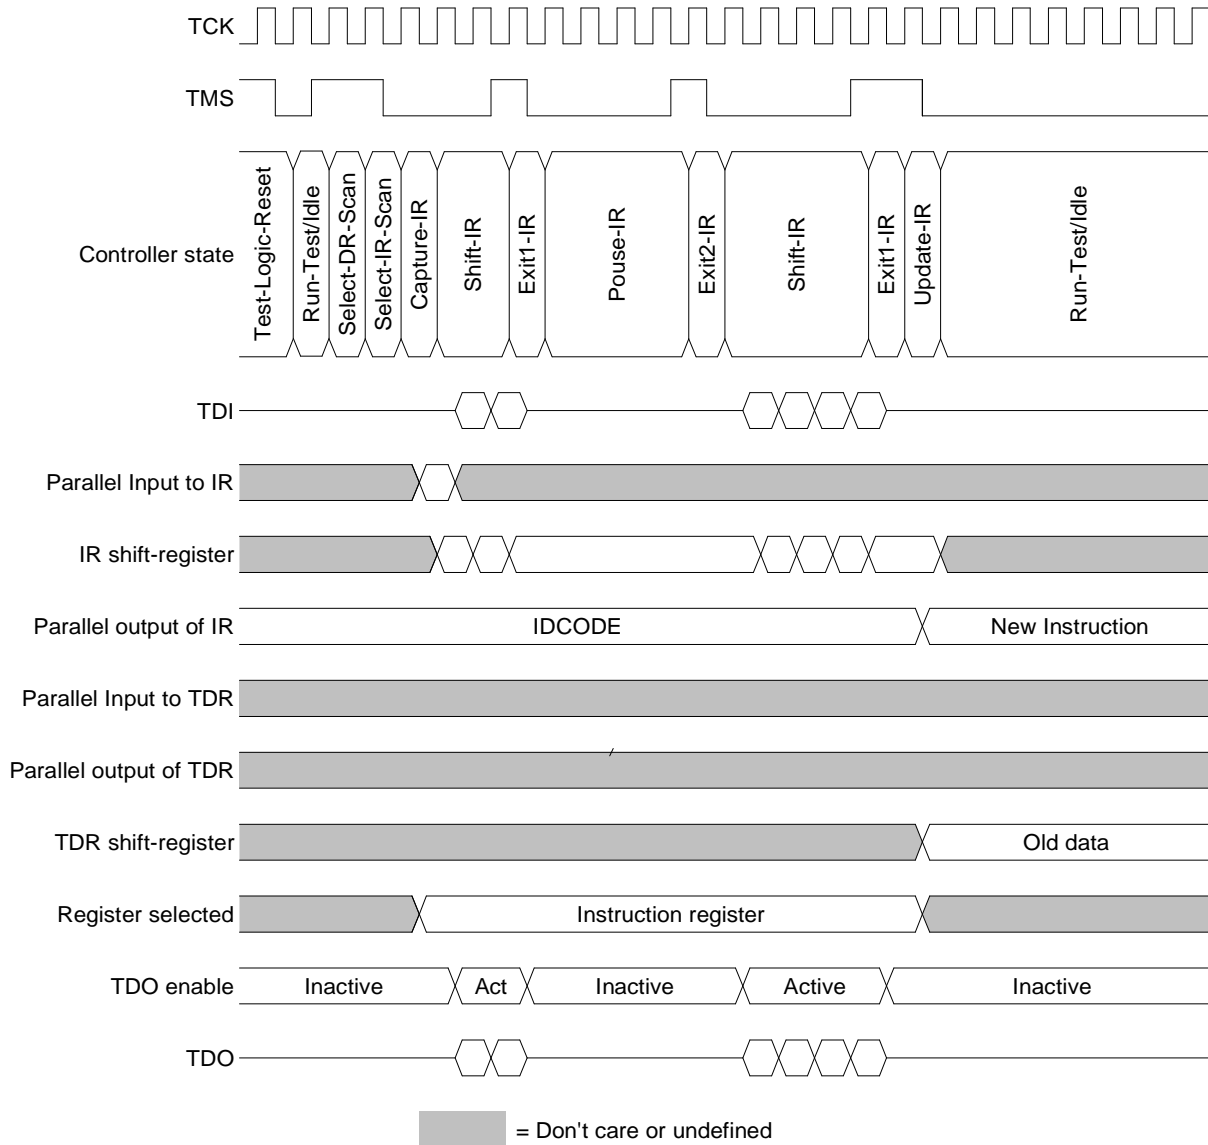 TCK
TMS
Controller state
Test-Logic-Reset
Run-Test/Idle
Select-DR-Scan
Select-IR-Scan
Capture-IR
Shift-IR
Exit1-IR
Pouse-IR
Exit2-IR
Shift-IR
Exit1-IR
Update-IR
Run-Test/Idle
TDI
Parallel Input to IR
IR shift-register
Parallel output of IR IDCODE New Instruction
Parallel Input to TDR
Parallel output of TDR
TDR shift-register Old data
Register selected Instruction register
TDO enable Inactive Act Inactive Active Inactive
TDO
= Don't care or undefined